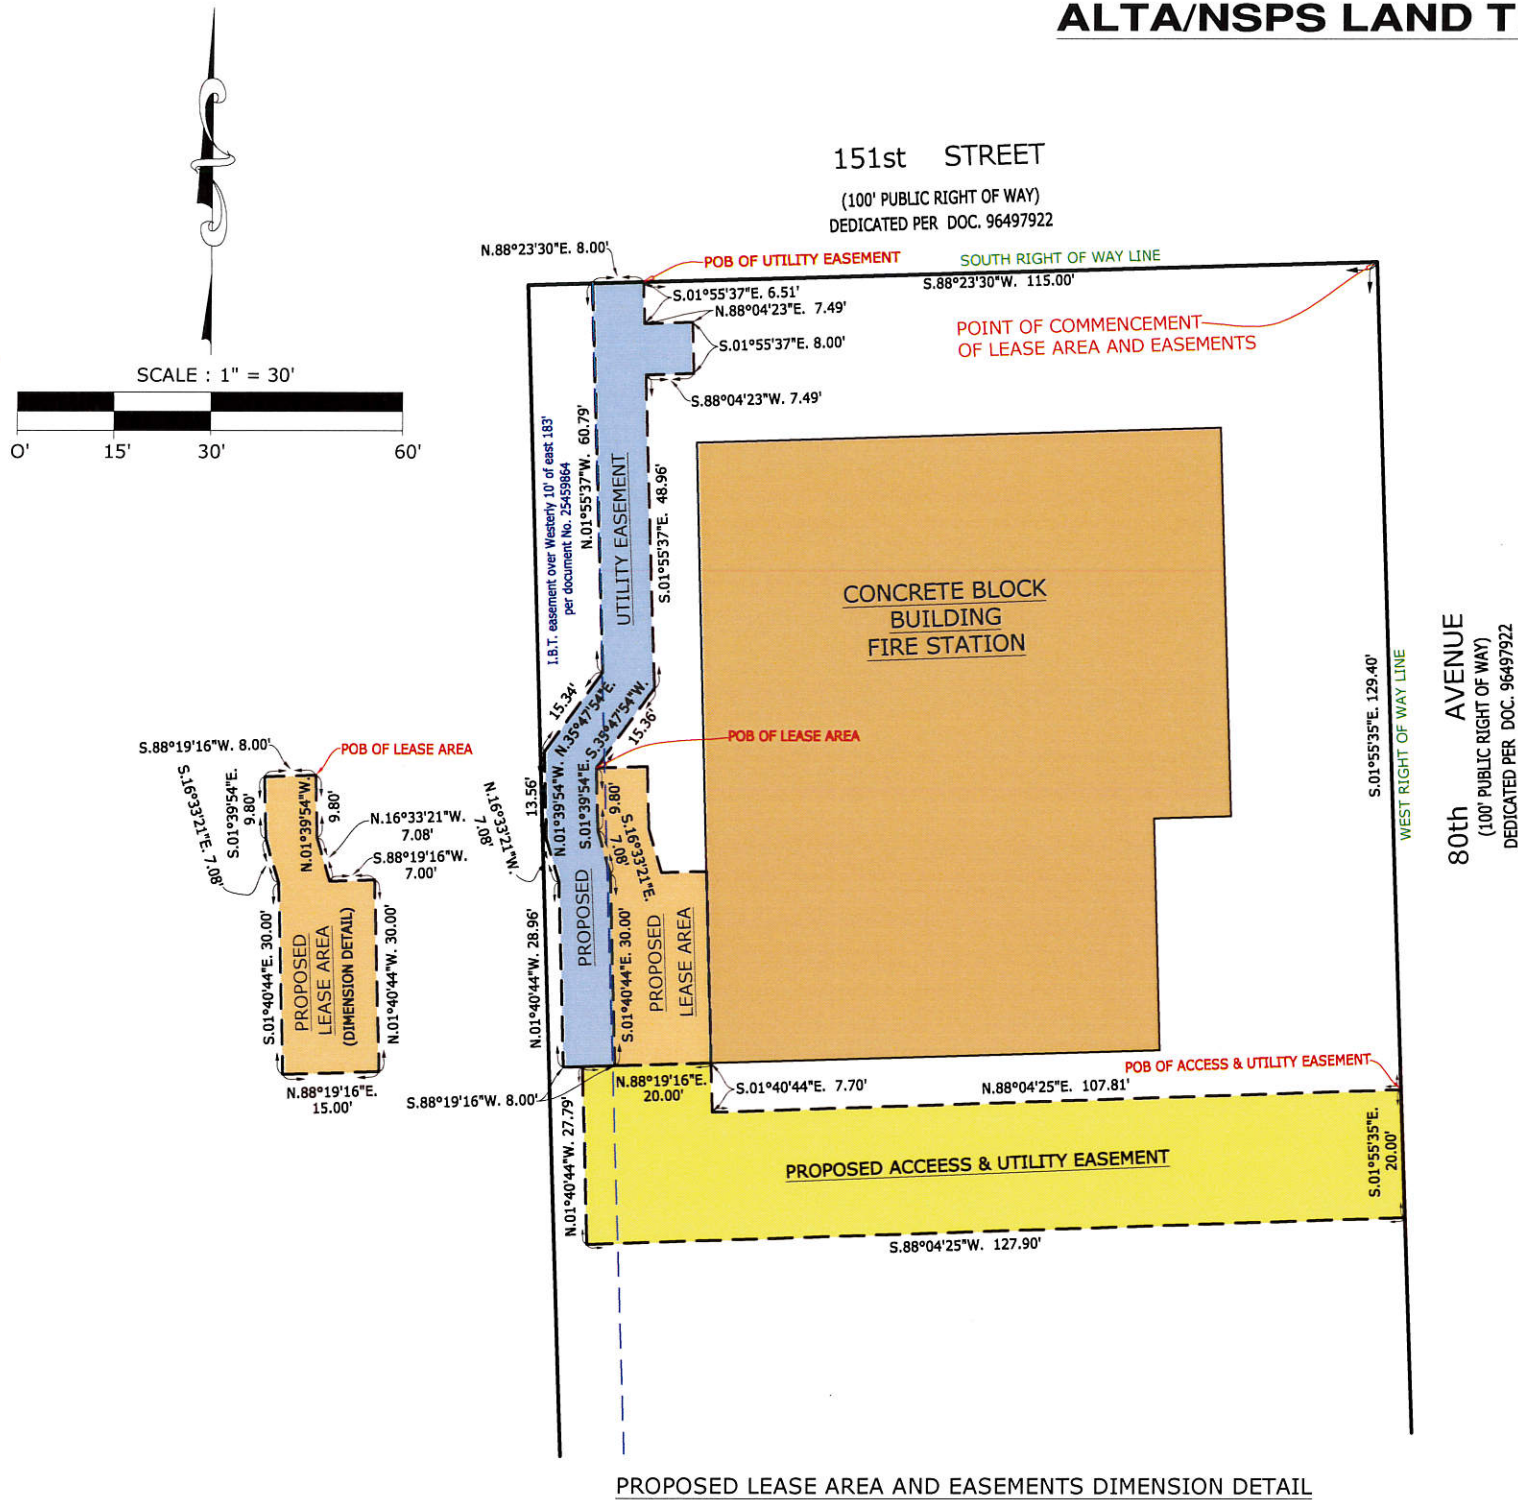 ALTA/NSPS LAND T
151st STREET
(100' PUBLIC RIGHT OF WAY)
DEDICATED PER DOC. 96497922
N.88°23'30"E. 8.00'
POB OF UTILITY EASEMENT
SOUTH RIGHT OF WAY LINE
S.88°23'30"W. 115.00'
S.01°55'37"E. 6.51'
N.88°04'23"E. 7.49'
S.01°55'37"E. 8.00'
S.88°04'23"W. 7.49'
POINT OF COMMENCEMENT
OF LEASE AREA AND EASEMENTS
SCALE : 1" = 30'
O' 15' 30' 60'
I.B.T. easement over Westerly 10' of east 183'
per document No. 25459864
N.01°55'37"W. 60.79'
UTILITY EASEMENT
S.01°55'37"E. 48.96'
CONCRETE BLOCK
BUILDING
FIRE STATION
S.01°55'35"E. 129.40'
WEST RIGHT OF WAY LINE
80th AVENUE
(100' PUBLIC RIGHT OF WAY)
DEDICATED PER DOC. 96497922
15.34'
N.35°47'54"E.
S.35°47'54"W.
15.36'
POB OF LEASE AREA
S.88°19'16"W. 8.00'
POB OF LEASE AREA
S.16°33'21"E. 7.08'
S.01°39'54"E.
9.80'
N.01°39'54"W.
9.80'
N.16°33'21"W.
7.08'
S.88°19'16"W.
7.00'
N.16°33'21"W.
7.08'
13.56'
N.01°39'54"W.
S.01°39'54"E.
9.80'
S.16°33'21"E.
7.08'
S.01°40'44"E. 30.00'
PROPOSED
LEASE AREA
(DIMENSION DETAIL)
N.01°40'44"W. 30.00'
N.88°19'16"E.
15.00'
N.01°40'44"W. 28.96'
PROPOSED
S.01°40'44"E. 30.00'
PROPOSED
LEASE AREA
S.88°19'16"W. 8.00'
N.88°19'16"E.
20.00'
S.01°40'44"E. 7.70'
N.88°04'25"E. 107.81'
POB OF ACCESS & UTILITY EASEMENT
N.01°40'44"W. 27.79'
PROPOSED ACCEESS & UTILITY EASEMENT
S.01°55'35"E.
20.00'
S.88°04'25"W. 127.90'
PROPOSED LEASE AREA AND EASEMENTS DIMENSION DETAIL